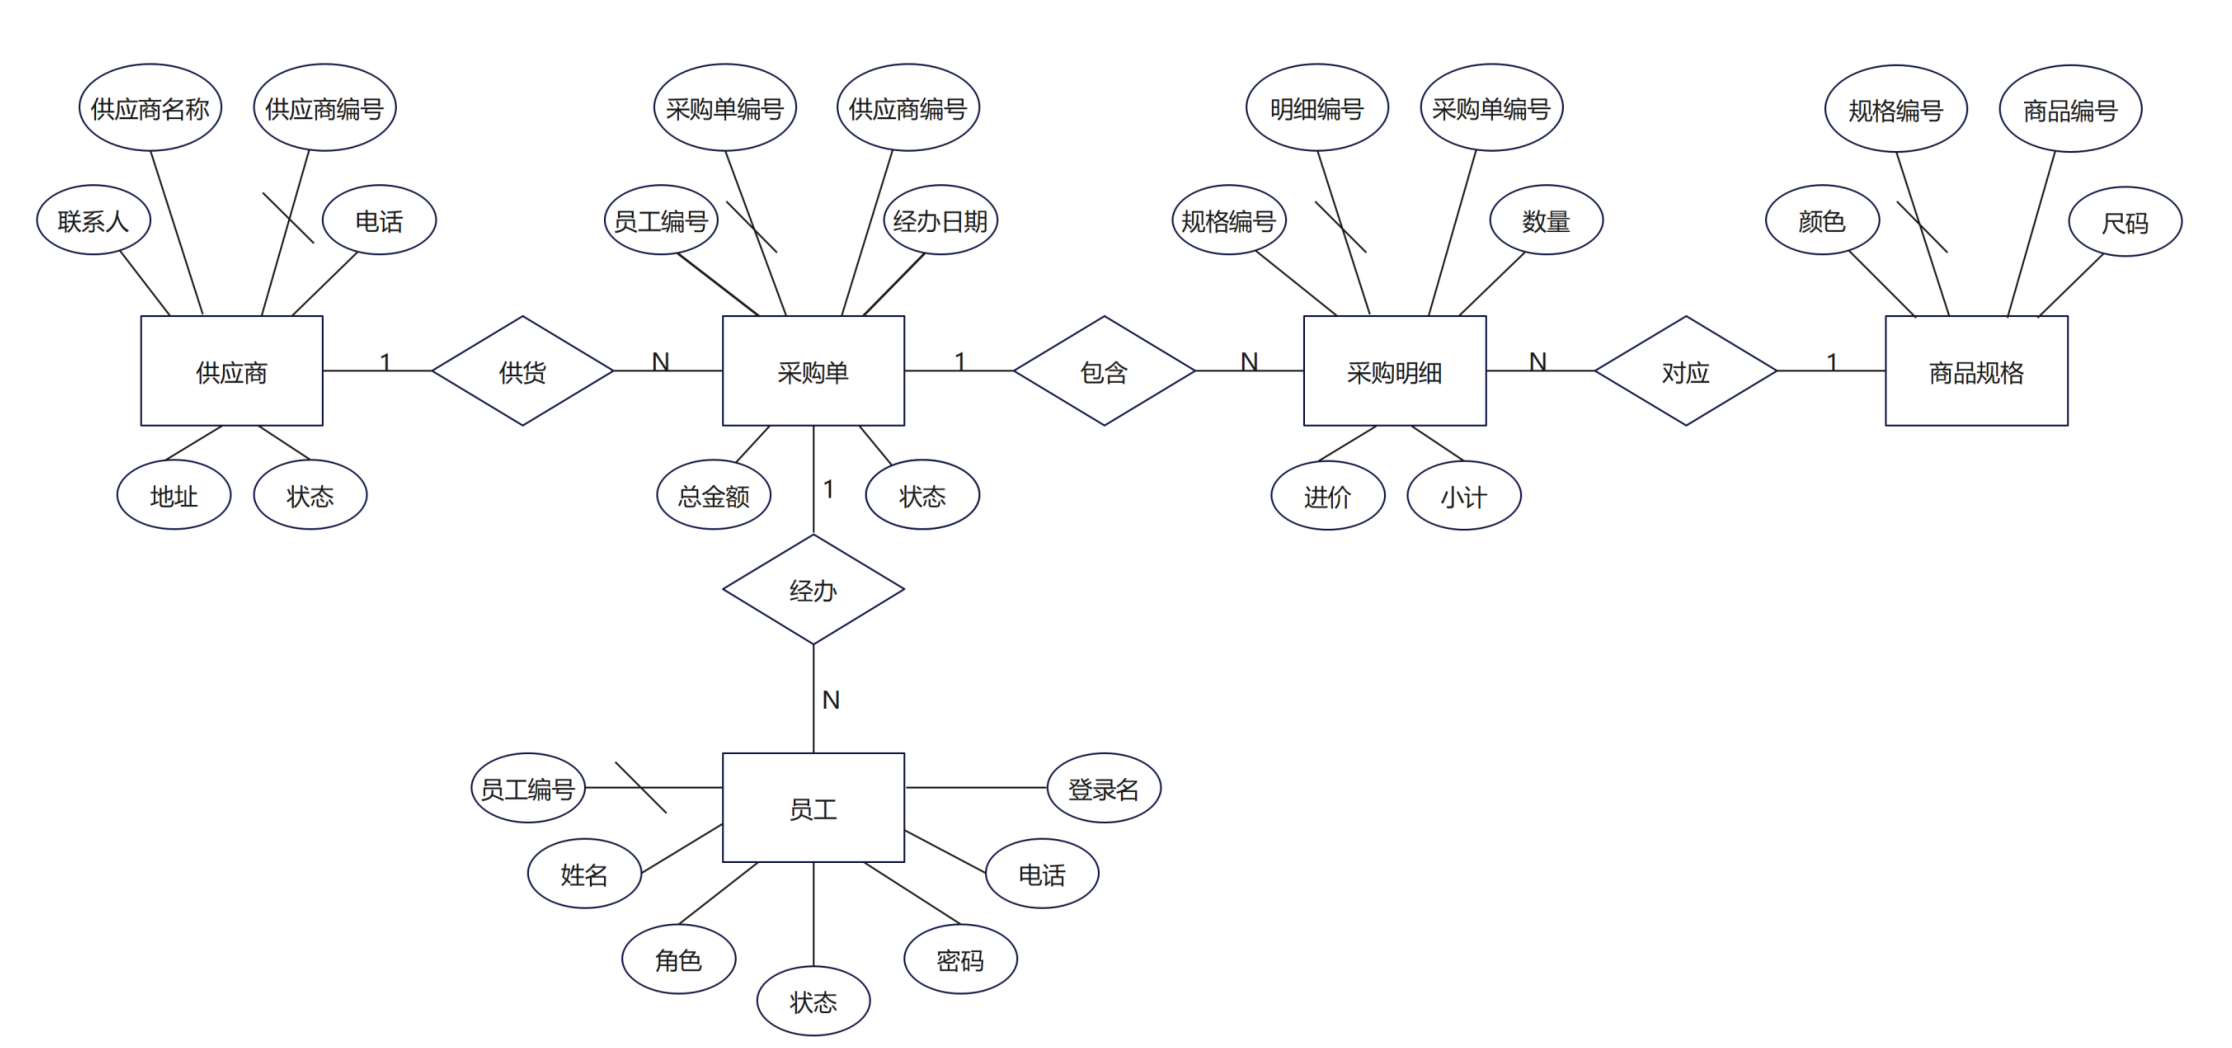 供应商名称
供应商编号
采购单编号
供应商编号
明细编号
采购单编号
规格编号
商品编号
联系人
电话
员工编号
经办日期
规格编号
数量
颜色
尺码
供应商
1
供货
N
采购单
1
包含
N
采购明细
N
对应
1
商品规格
地址
状态
总金额
1
状态
进价
小计
经办
N
员工编号
员工
登录名
姓名
电话
角色
密码
状态